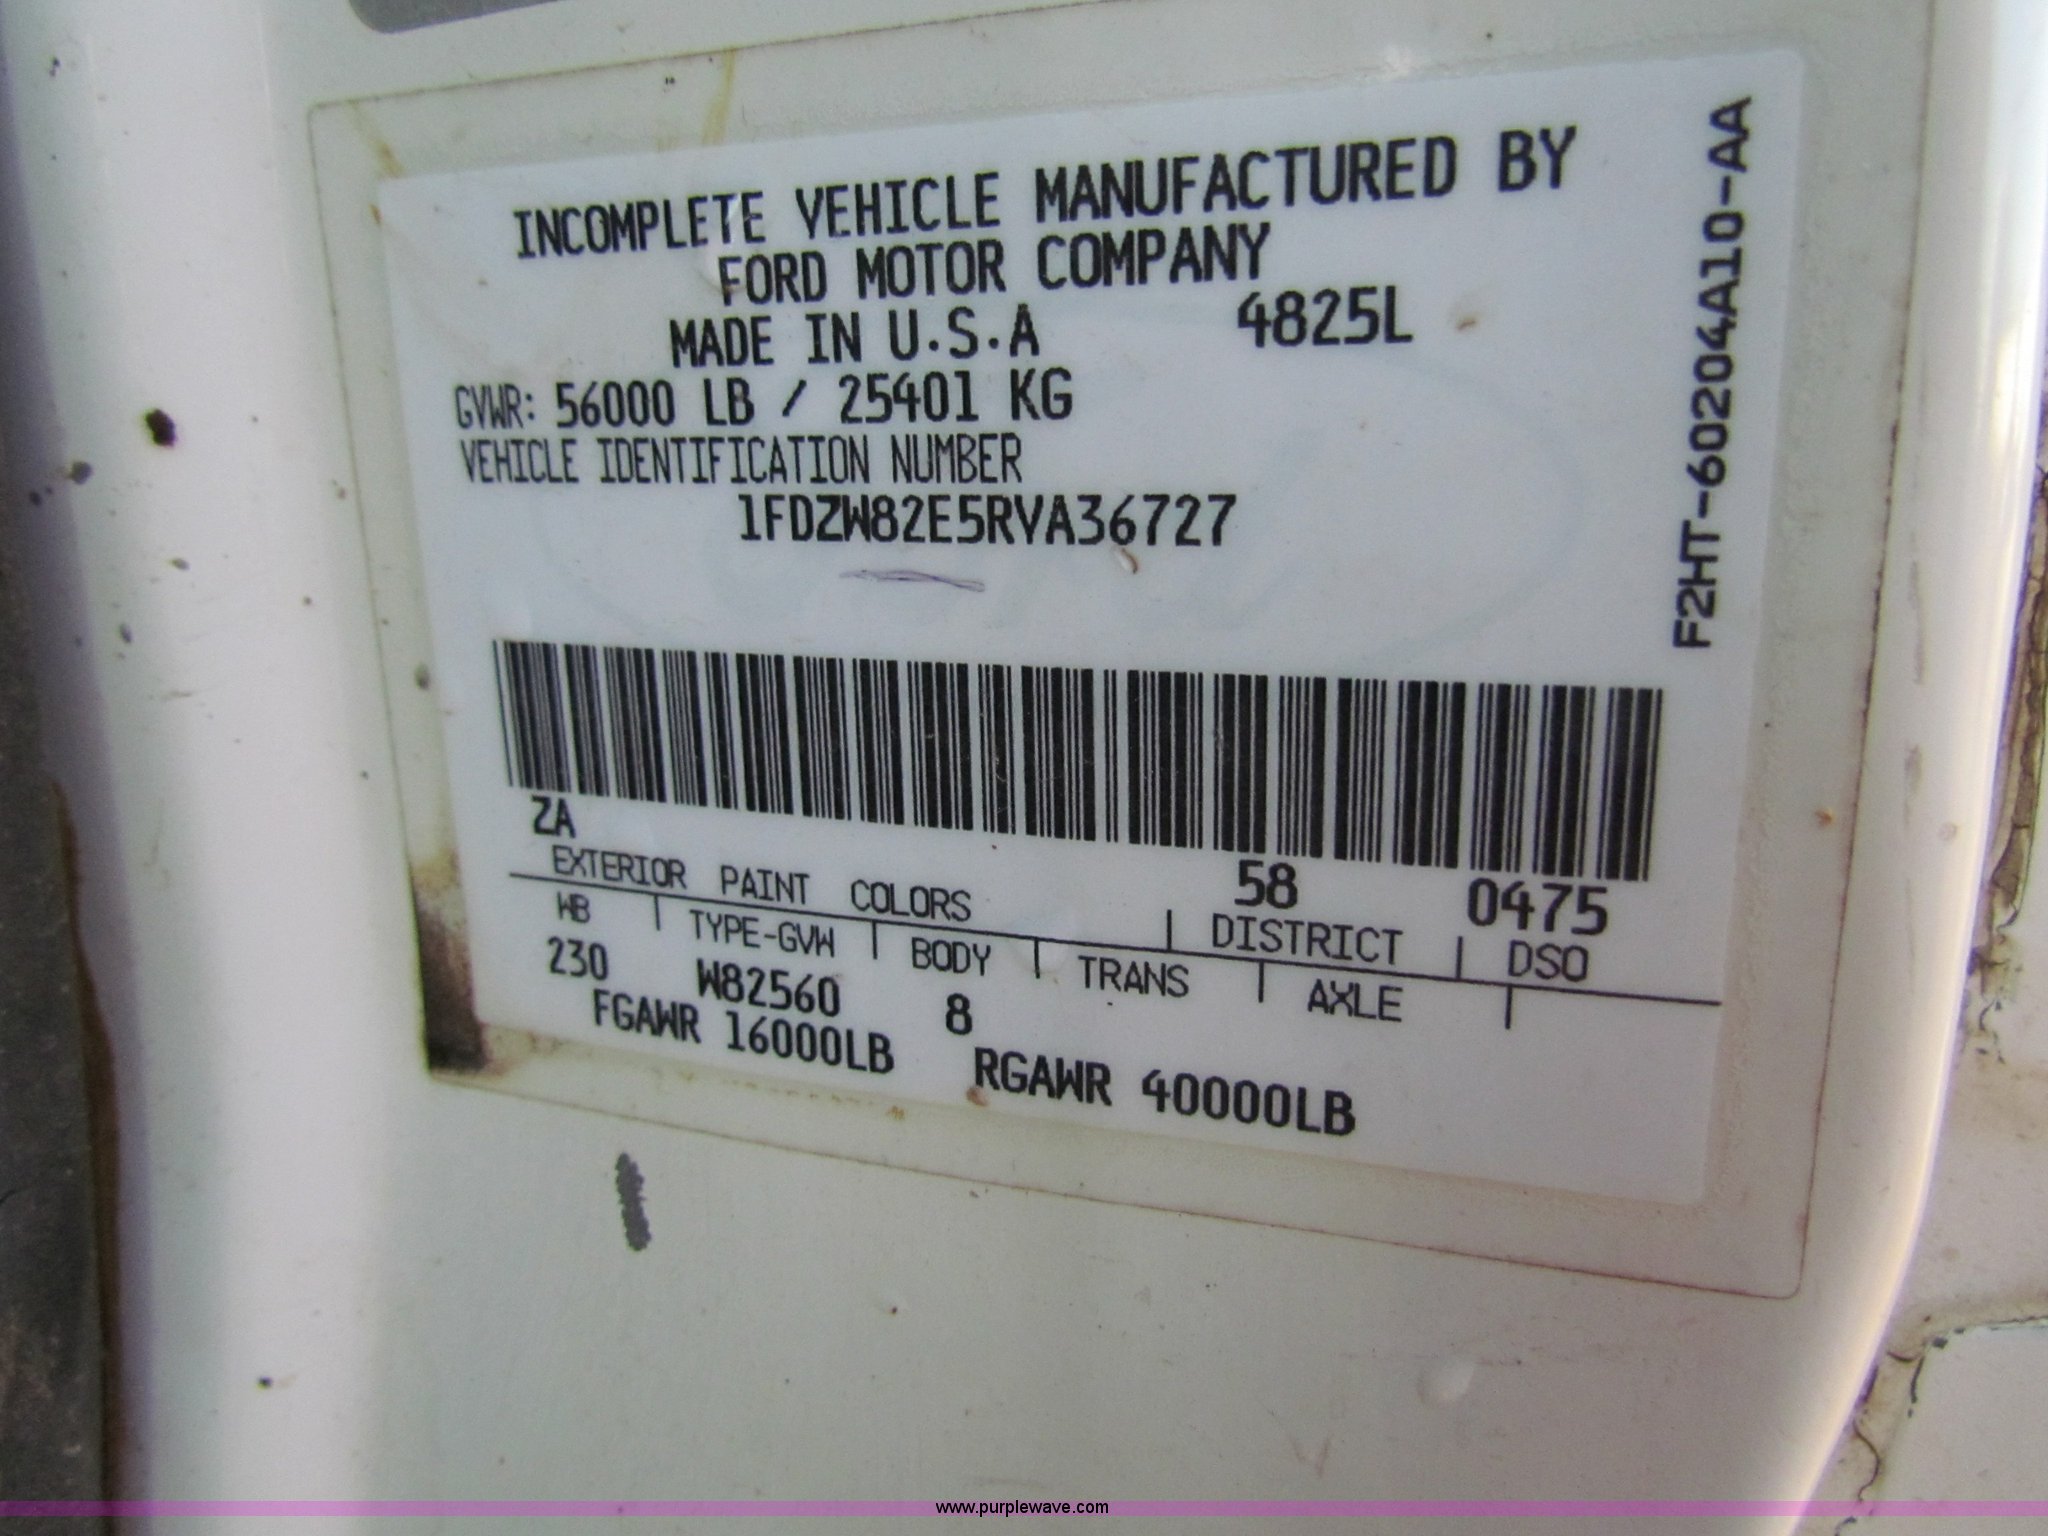 INCOMPLETE VEHICLE MANUFACTURED BY
FORD MOTOR COMPANY
MADE IN U.S.A 4825L
GVWR: 56000 LB / 25401 KG
VEHICLE IDENTIFICATION NUMBER
1FDZW82E5RVA36727
F2HT-60204A10-AA
ZA 58 0475
EXTERIOR PAINT COLORS DISTRICT DSO
WB TYPE-GVW BODY TRANS AXLE
230 W82560 8
FGAWR 16000LB RGAWR 40000LB
www.purplewave.com